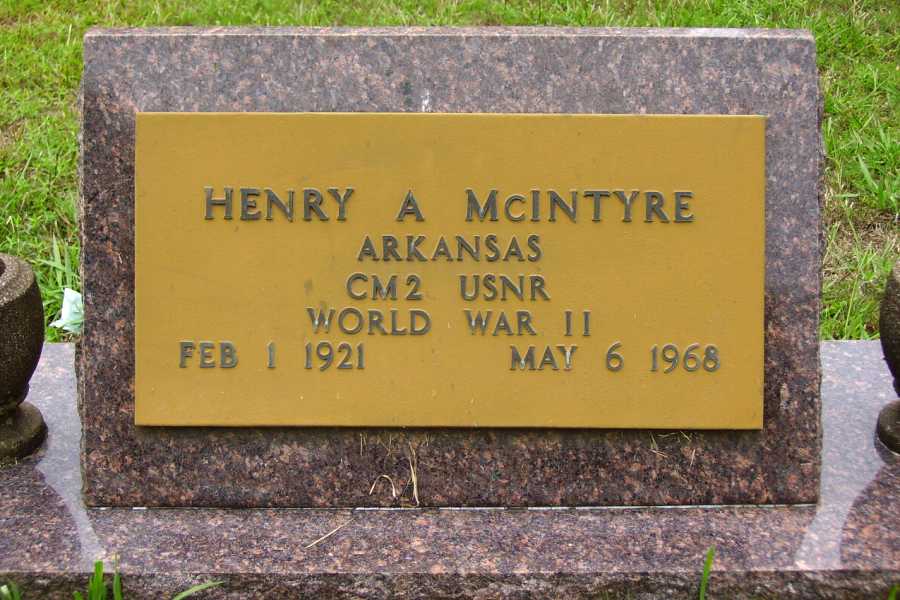 HENRY A McINTYRE
ARKANSAS
CM2 USNR
WORLD WAR II
FEB 1 1921 MAY 6 1968